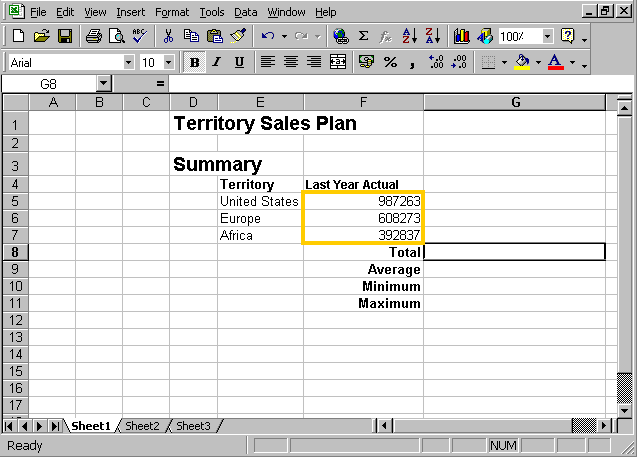 File Edit View Insert Format Tools Data Window Help
100%
Arial 10 B I U $ % ,
G8 =
A B C D E F G
1 Territory Sales Plan
2
3 Summary
4 Territory Last Year Actual
5 United States 987263
6 Europe 608273
7 Africa 392837
8 Total
9 Average
10 Minimum
11 Maximum
12
13
14
15
16
17
Sheet1 Sheet2 Sheet3
Ready NUM